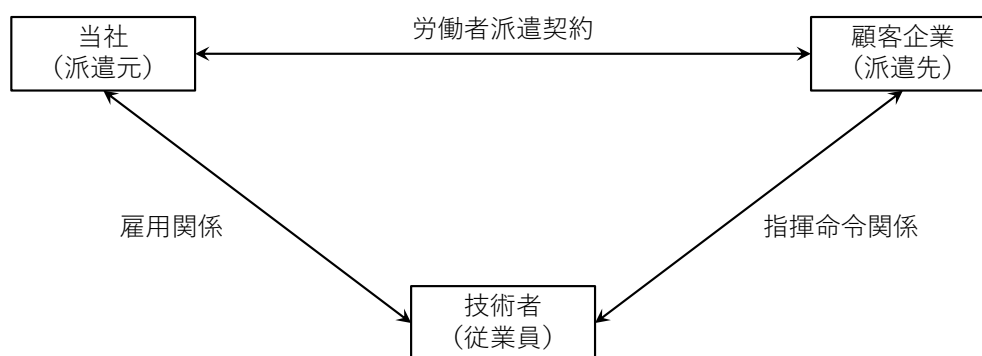 労働者派遣契約
当社
（派遣元）
顧客企業
（派遣先）
雇用関係
指揮命令関係
技術者
（従業員）